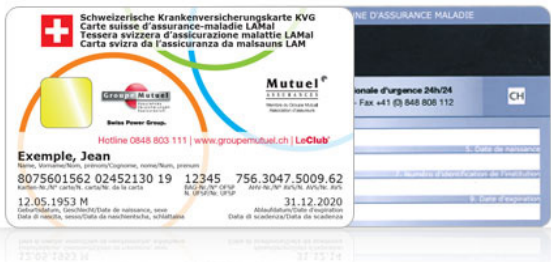 Schweizerische Krankenversicherungskarte KVG
Carte suisse d'assurance-maladie LAMal
Tessera svizzera d'assicurazione malattie LAMal
Carta svizra da l'assicuranza da malsauns LAM
Groupe Mutuel
Swiss Power Group.
Mutuel
ASSURANCES
Hotline 0848 803 111 | www.groupemutuel.ch | LeClub
Exemple, Jean
Name, Vorname/Nom, prénom/Cognome, nome/Num, prenum
8075601562 02452130 19 12345 756.3047.5009.62
Karten-Nr./N° carte/N. carta/Nr. da la carta BAG-Nr./N° OFSP AHV-Nr./N° AVS/N. AVS/Nr. AVS
N. UFSP/Nr. UFSP
12.05.1953 M 31.12.2020
Geburtsdatum, Geschlecht/Date de naissance, sexe Ablaufdatum/Date d'expiration
Data di nascita, sesso/Data da naschientscha, schlattaina Data di scadenza/Data da scadenza
NE D'ASSURANCE MALADIE
ionale d'urgence 24h/24
- Fax +41 (0) 848 808 112
CH
5. Date de naissance
7. Numéro d'identification de l'institution
9. Date d'expiration